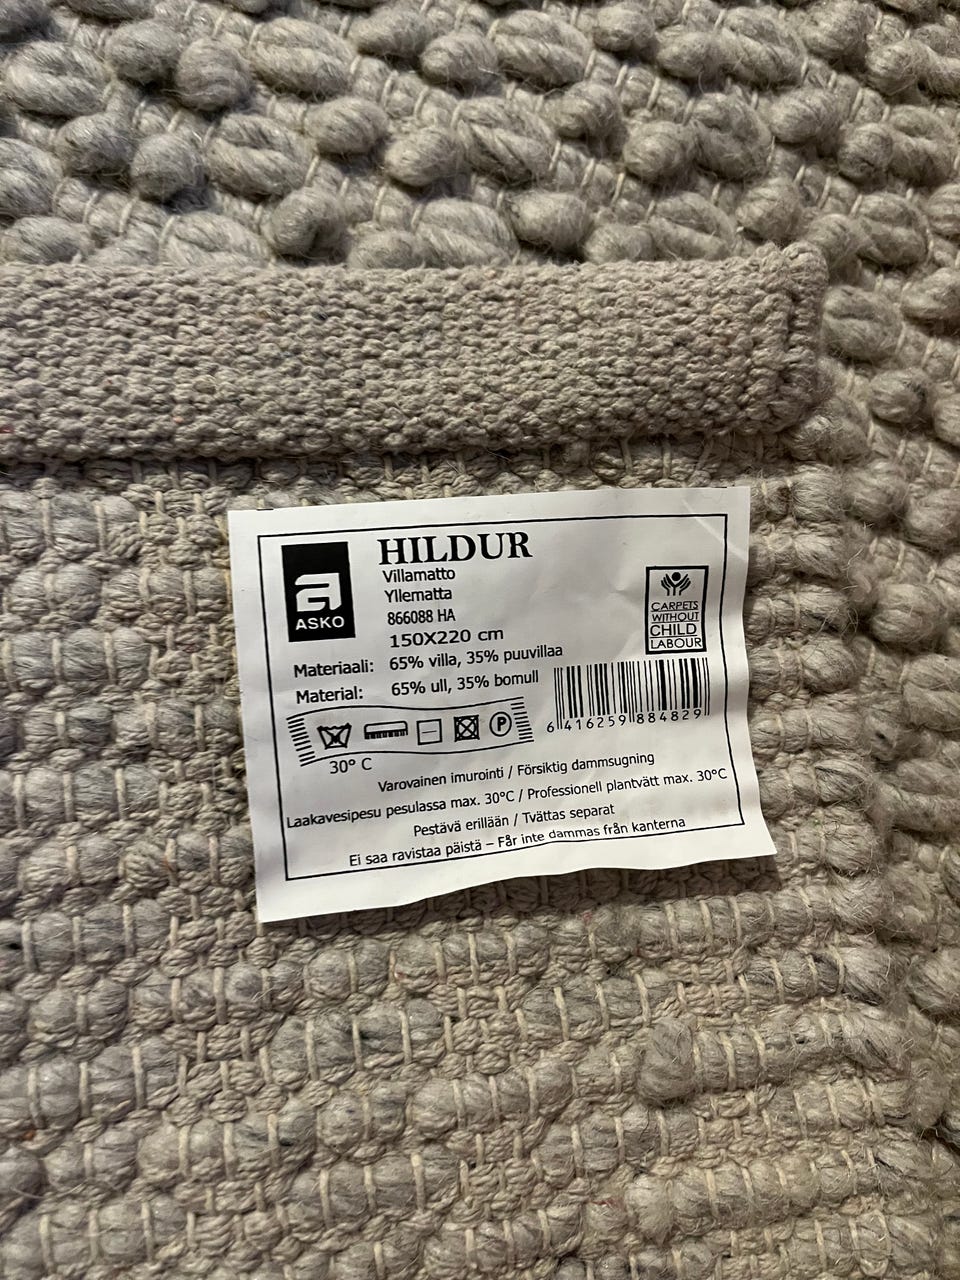 HILDUR
Villamatto
Yllematta
866088 HA
150X220 cm
ASKO
CARPETS
WITHOUT
CHILD
LABOUR
Materiaali: 65% villa, 35% puuvillaa
Material: 65% ull, 35% bomull
6 416259 884829
P
30° C
Varovainen imurointi / Försiktig dammsugning
Laakavesipesu pesulassa max. 30°C / Professionell plantvätt max. 30°C
Pestävä erillään / Tvättas separat
Ei saa ravistaa päistä – Får inte dammas från kanterna